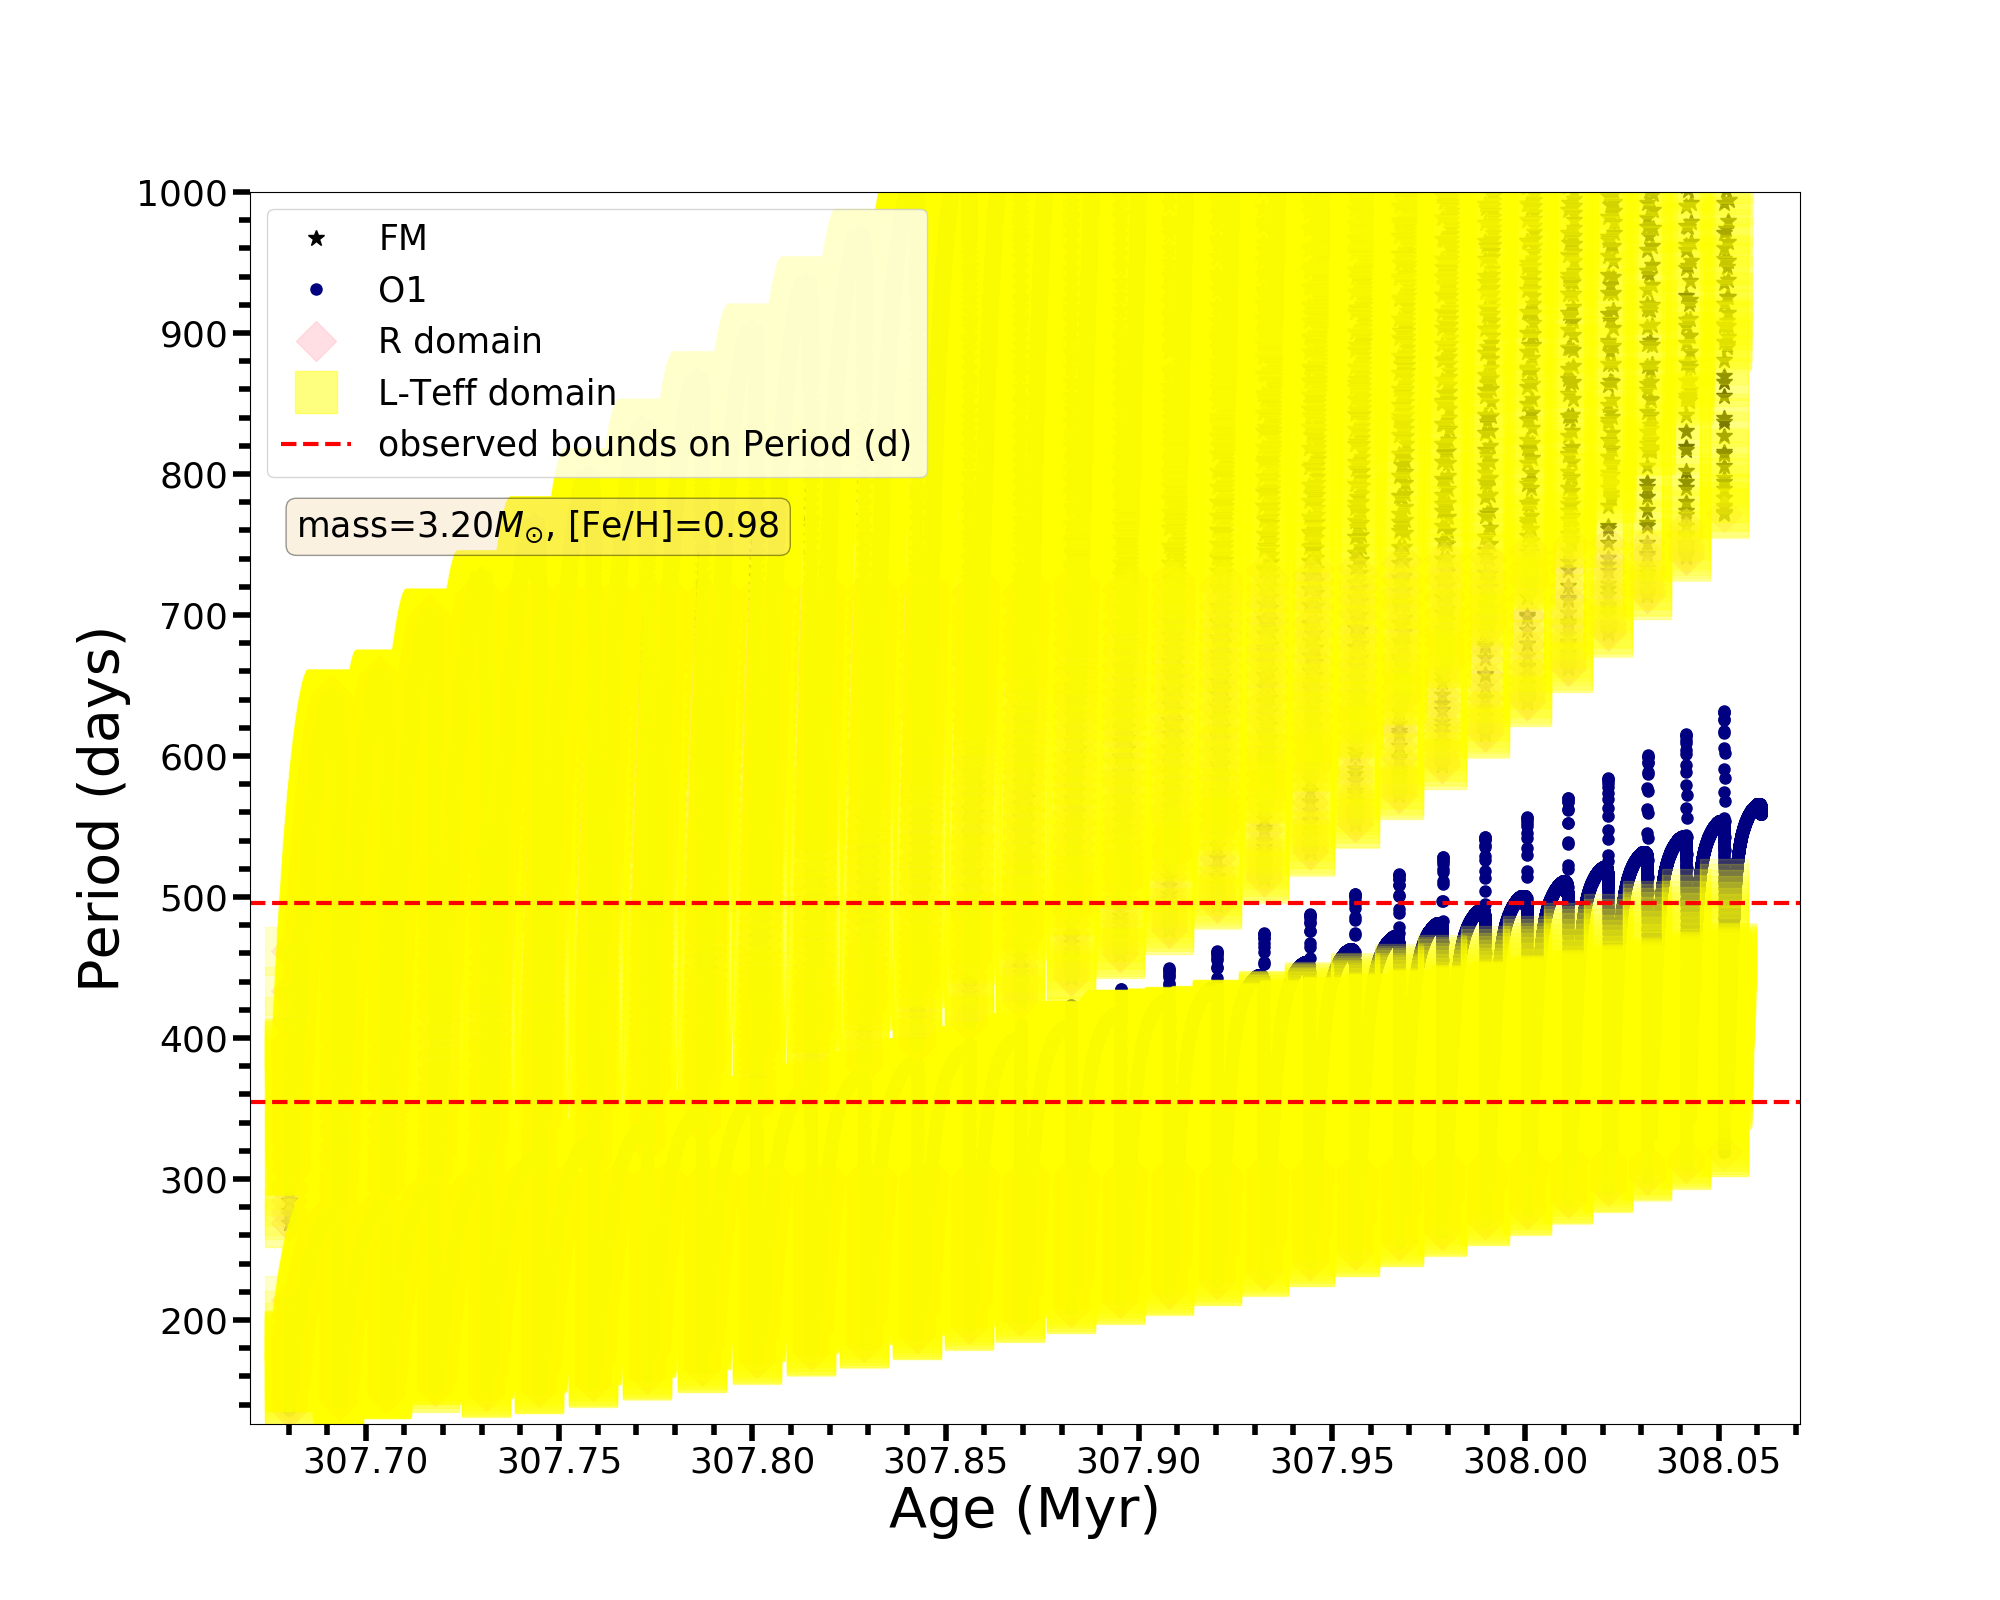 1000
900
800
700
600
500
400
300
200
Period (days)
FM
O1
R domain
L-Teff domain
observed bounds on Period (d)
mass=3.20M⊙, [Fe/H]=0.98
307.70 307.75 307.80 307.85 307.90 307.95 308.00 308.05
Age (Myr)